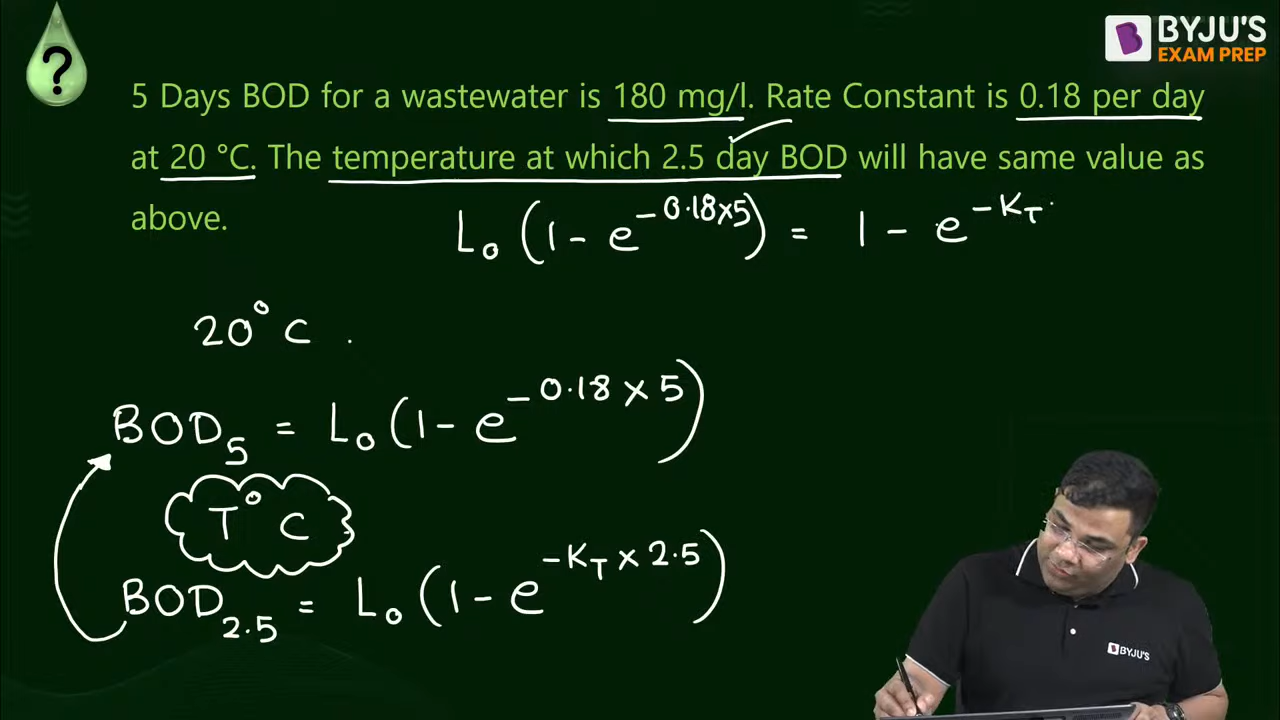 ?
BYJU'S
EXAM PREP
5 Days BOD for a wastewater is 180 mg/l. Rate Constant is 0.18 per day
at 20 °C. The temperature at which 2.5 day BOD will have same value as
above.
L₀ (1 - e^{-0.18×5}) = 1 - e^{-K_T ·
20°C .
BOD₅ = L₀ (1 - e^{-0.18 × 5})
T°C
BOD_{2.5} = L₀ (1 - e^{-K_T × 2.5})
BYJU'S